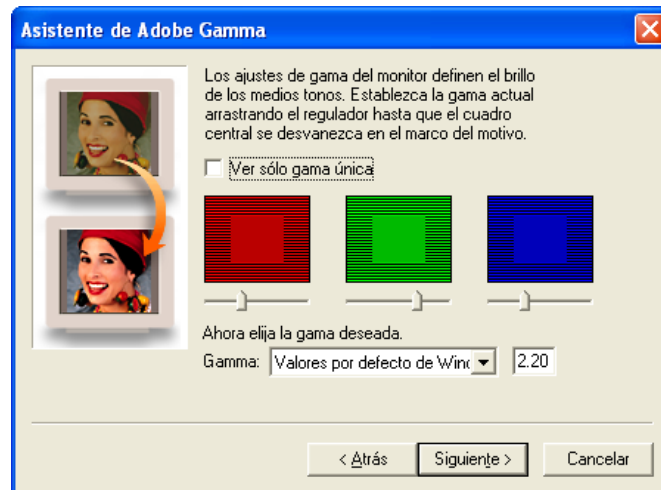 Asistente de Adobe Gamma
Los ajustes de gama del monitor definen el brillo
de los medios tonos. Establezca la gama actual
arrastrando el regulador hasta que el cuadro
central se desvanezca en el marco del motivo.
Ver sólo gama única
Ahora elija la gama deseada.
Gamma: Valores por defecto de Winc 2.20
< Atrás Siguiente > Cancelar